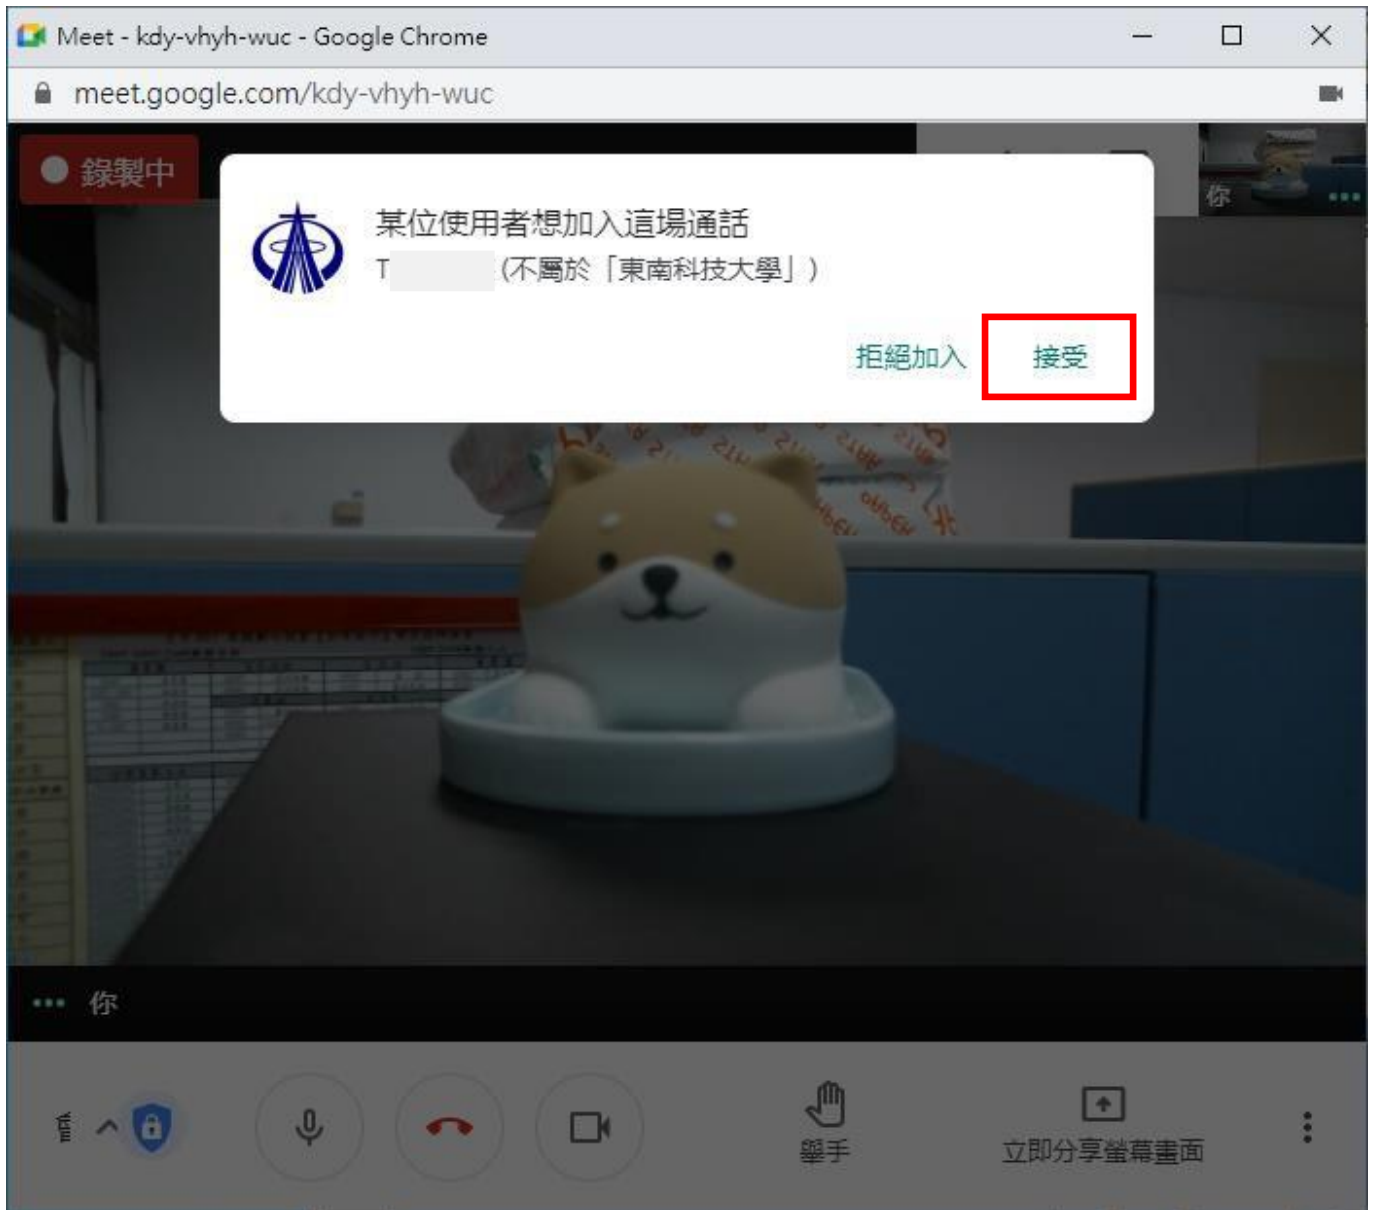 Meet - kdy-vhyh-wuc - Google Chrome
meet.google.com/kdy-vhyh-wuc
錄製中
你
某位使用者想加入這場通話
T (不屬於「東南科技大學」)
拒絕加入
接受
你
舉手
立即分享螢幕畫面